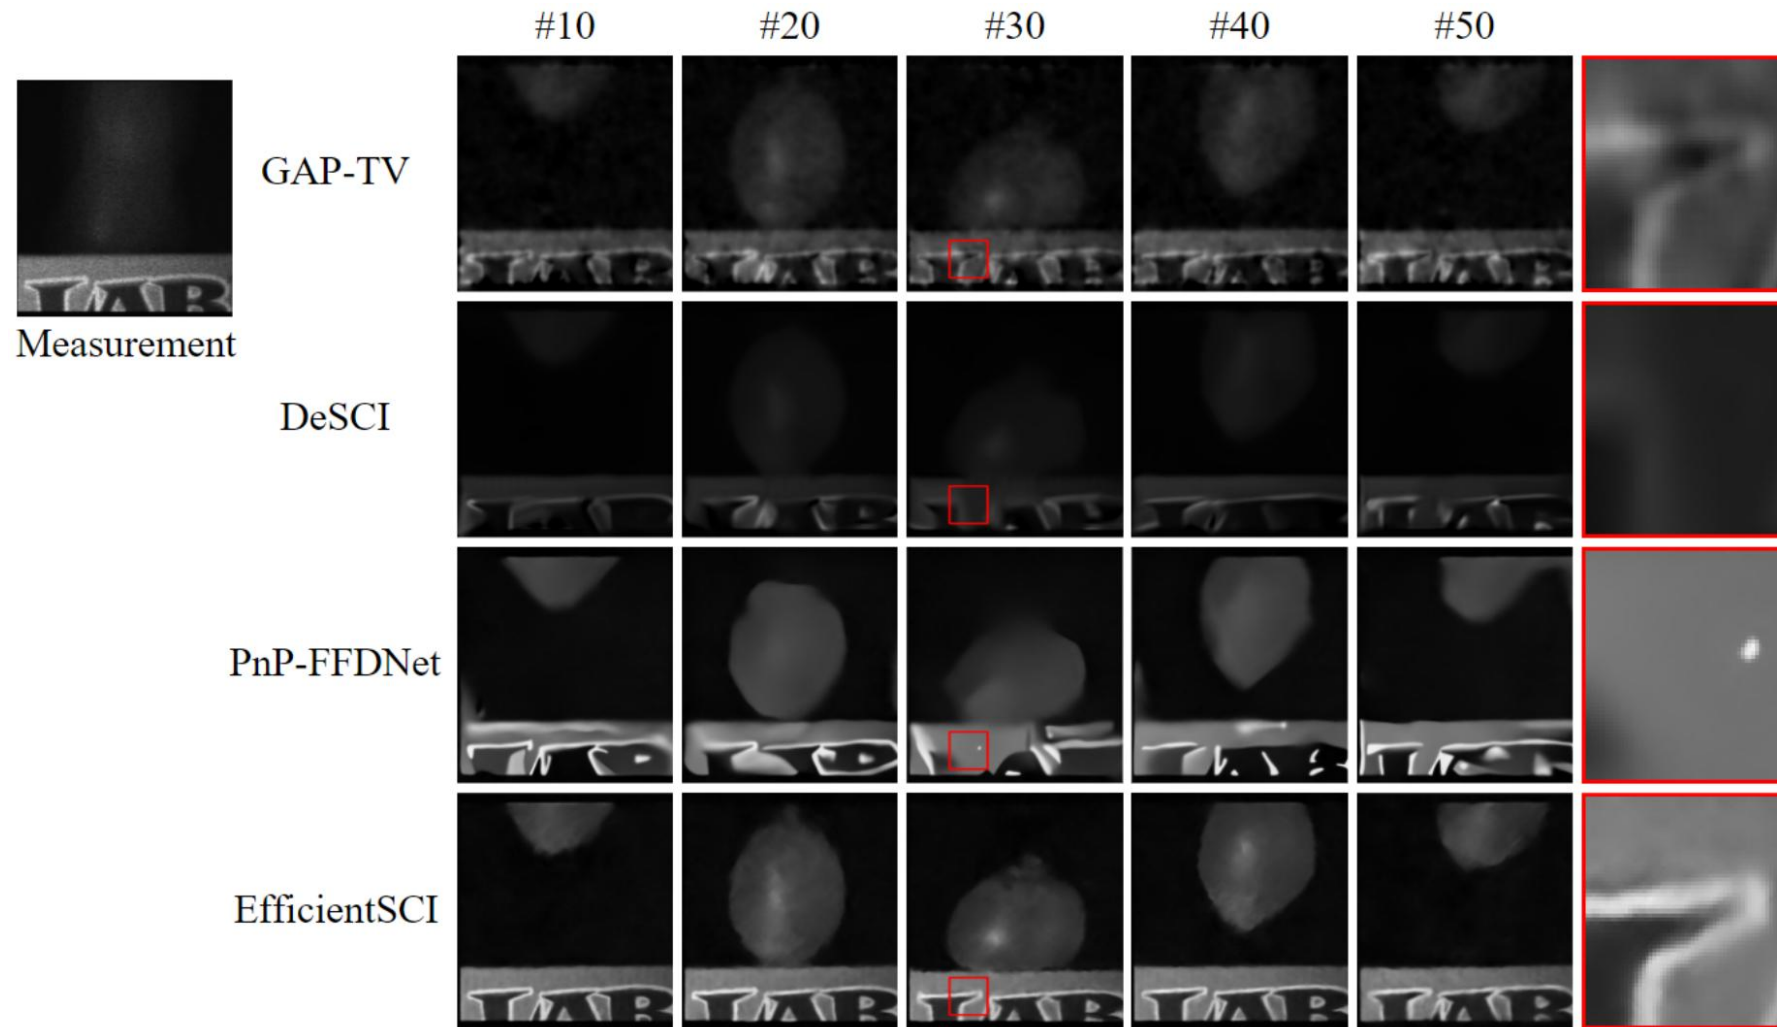 #10 #20 #30 #40 #50
GAP-TV
Measurement
DeSCI
PnP-FFDNet
EfficientSCI